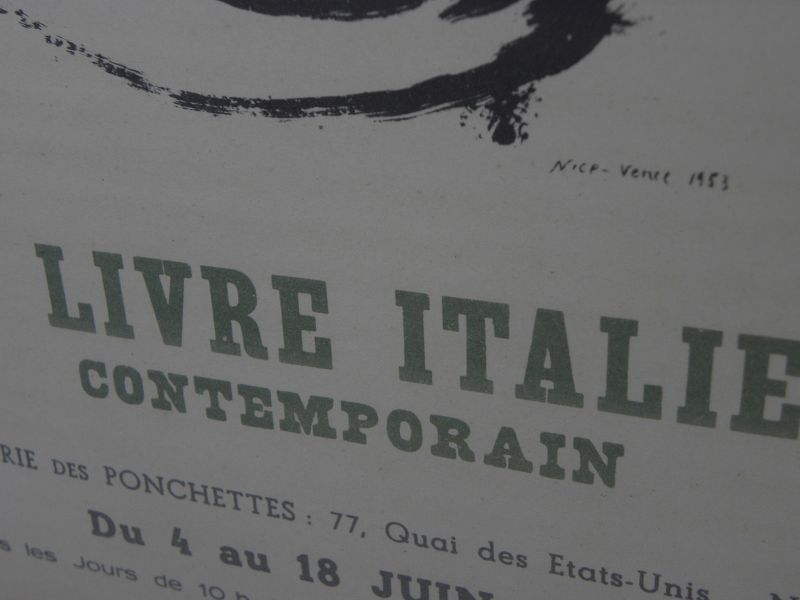 Nice - Vence 1953
LIVRE ITALIE
CONTEMPORAIN
RIE DES PONCHETTES : 77, Quai des Etats-Unis
Du 4 au 18 JUIN
s les Jours de 10 h